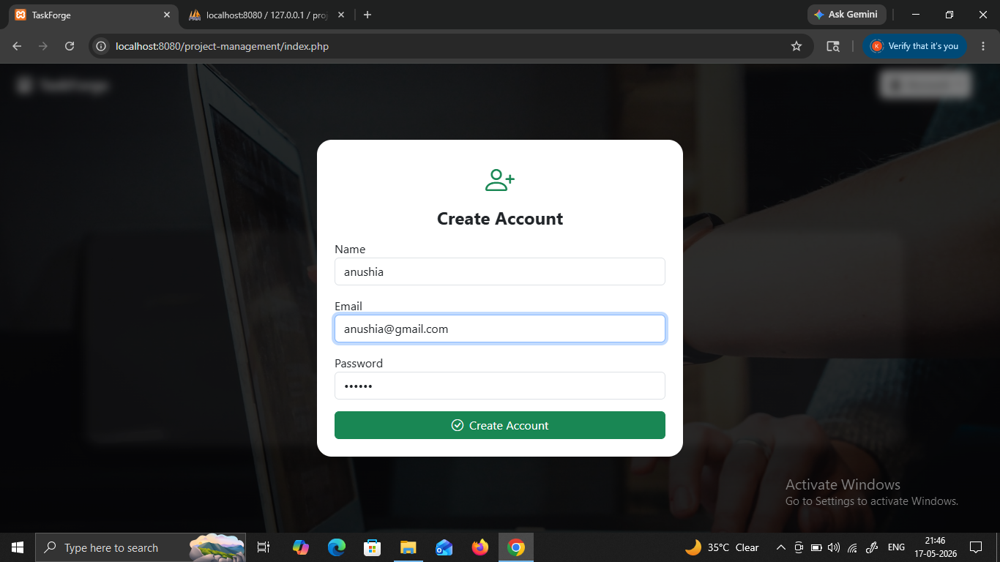 TaskForge
localhost:8080 / 127.0.0.1 / proj
Ask Gemini
localhost:8080/project-management/index.php
K
Verify that it's you
TaskForge
Create Account
Name
anushia
Email
anushia@gmail.com
Password
••••••
Create Account
Activate Windows
Go to Settings to activate Windows.
Type here to search
35°C Clear
ENG
21:46
17-05-2026